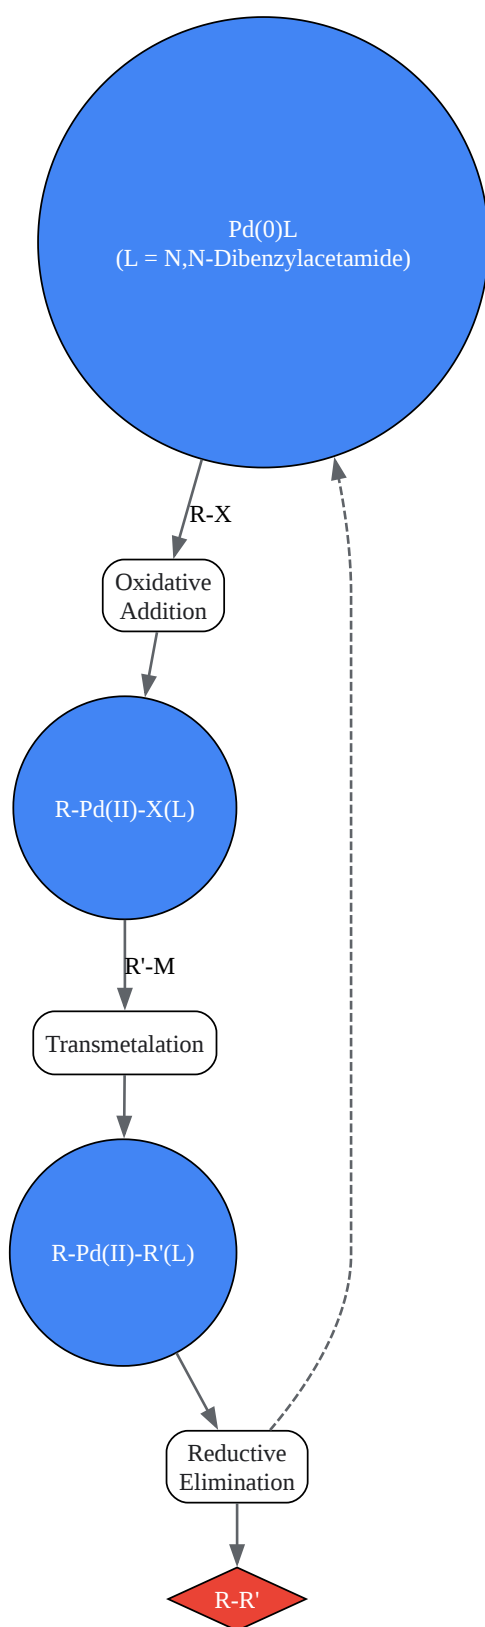 Pd(0)L
(L = N,N-Dibenzylacetamide)
R-X
Oxidative
Addition
R-Pd(II)-X(L)
R'-M
Transmetalation
R-Pd(II)-R'(L)
Reductive
Elimination
R-R'